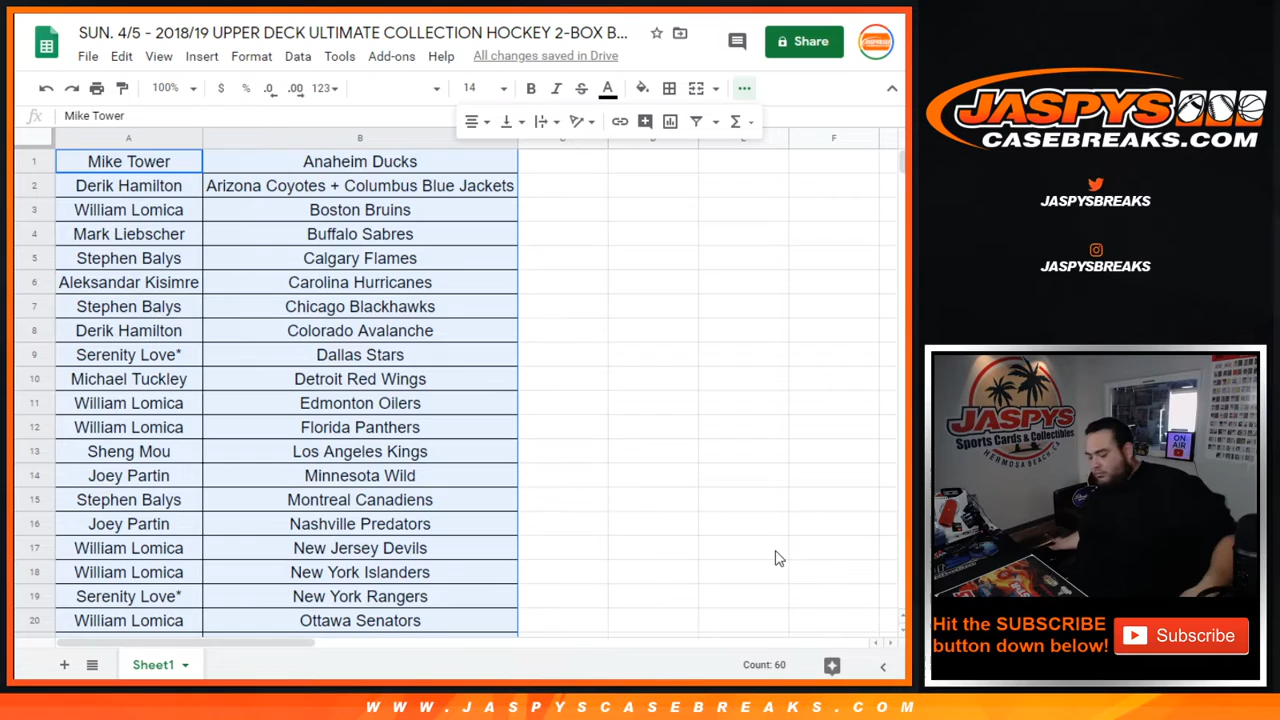 SUN. 4/5 - 2018/19 UPPER DECK ULTIMATE COLLECTION HOCKEY 2-BOX B...
File Edit View Insert Format Data Tools Add-ons Help All changes saved in Drive
Share
100% $ % .0 .00 123 14 B I S A
fx Mike Tower
A B C D E F
1 Mike Tower Anaheim Ducks
2 Derik Hamilton Arizona Coyotes + Columbus Blue Jackets
3 William Lomica Boston Bruins
4 Mark Liebscher Buffalo Sabres
5 Stephen Balys Calgary Flames
6 Aleksandar Kisimre Carolina Hurricanes
7 Stephen Balys Chicago Blackhawks
8 Derik Hamilton Colorado Avalanche
9 Serenity Love* Dallas Stars
10 Michael Tuckley Detroit Red Wings
11 William Lomica Edmonton Oilers
12 William Lomica Florida Panthers
13 Sheng Mou Los Angeles Kings
14 Joey Partin Minnesota Wild
15 Stephen Balys Montreal Canadiens
16 Joey Partin Nashville Predators
17 William Lomica New Jersey Devils
18 William Lomica New York Islanders
19 Serenity Love* New York Rangers
20 William Lomica Ottawa Senators
Sheet1
Count: 60
JASPYS
CASEBREAKS.COM
JASPYSBREAKS
JASPYSBREAKS
JASPYS
Sports Cards & Collectibles
HERMOSA BEACH, CA
ON
AIR
Hit the SUBSCRIBE
button down below!
Subscribe
WWW.JASPYSCASEBREAKS.COM